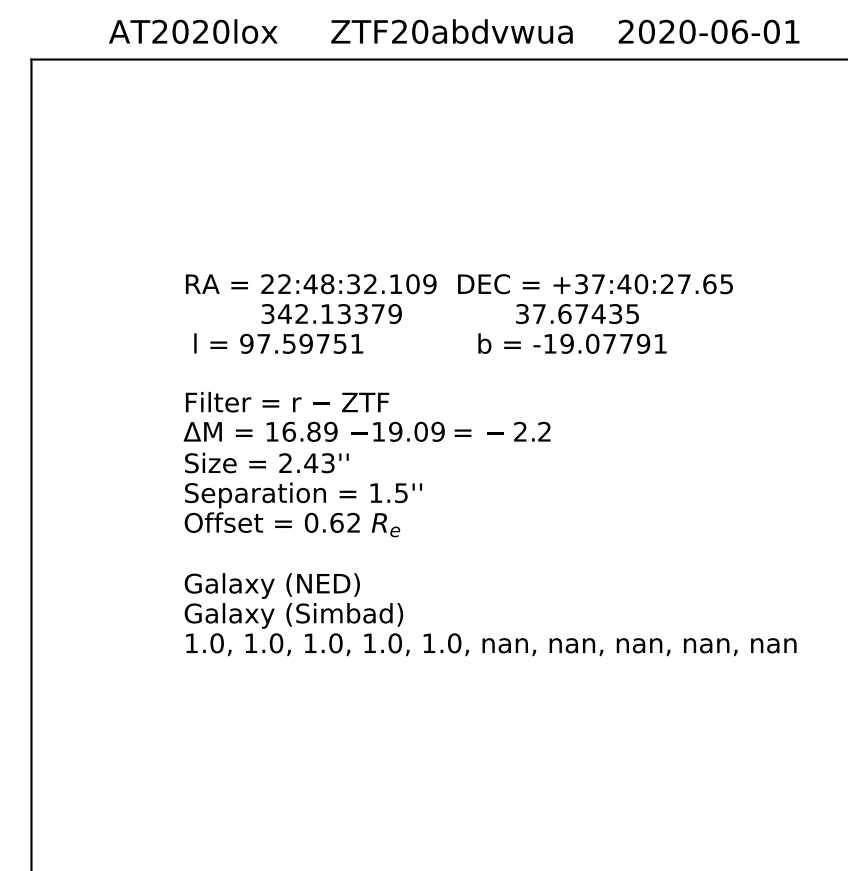 AT2020lox ZTF20abdvwua 2020-06-01
RA = 22:48:32.109 DEC = +37:40:27.65
342.13379 37.67435
l = 97.59751 b = -19.07791
Filter = r − ZTF
ΔM = 16.89 −19.09 = − 2.2
Size = 2.43''
Separation = 1.5''
Offset = 0.62 Re
Galaxy (NED)
Galaxy (Simbad)
1.0, 1.0, 1.0, 1.0, 1.0, nan, nan, nan, nan, nan